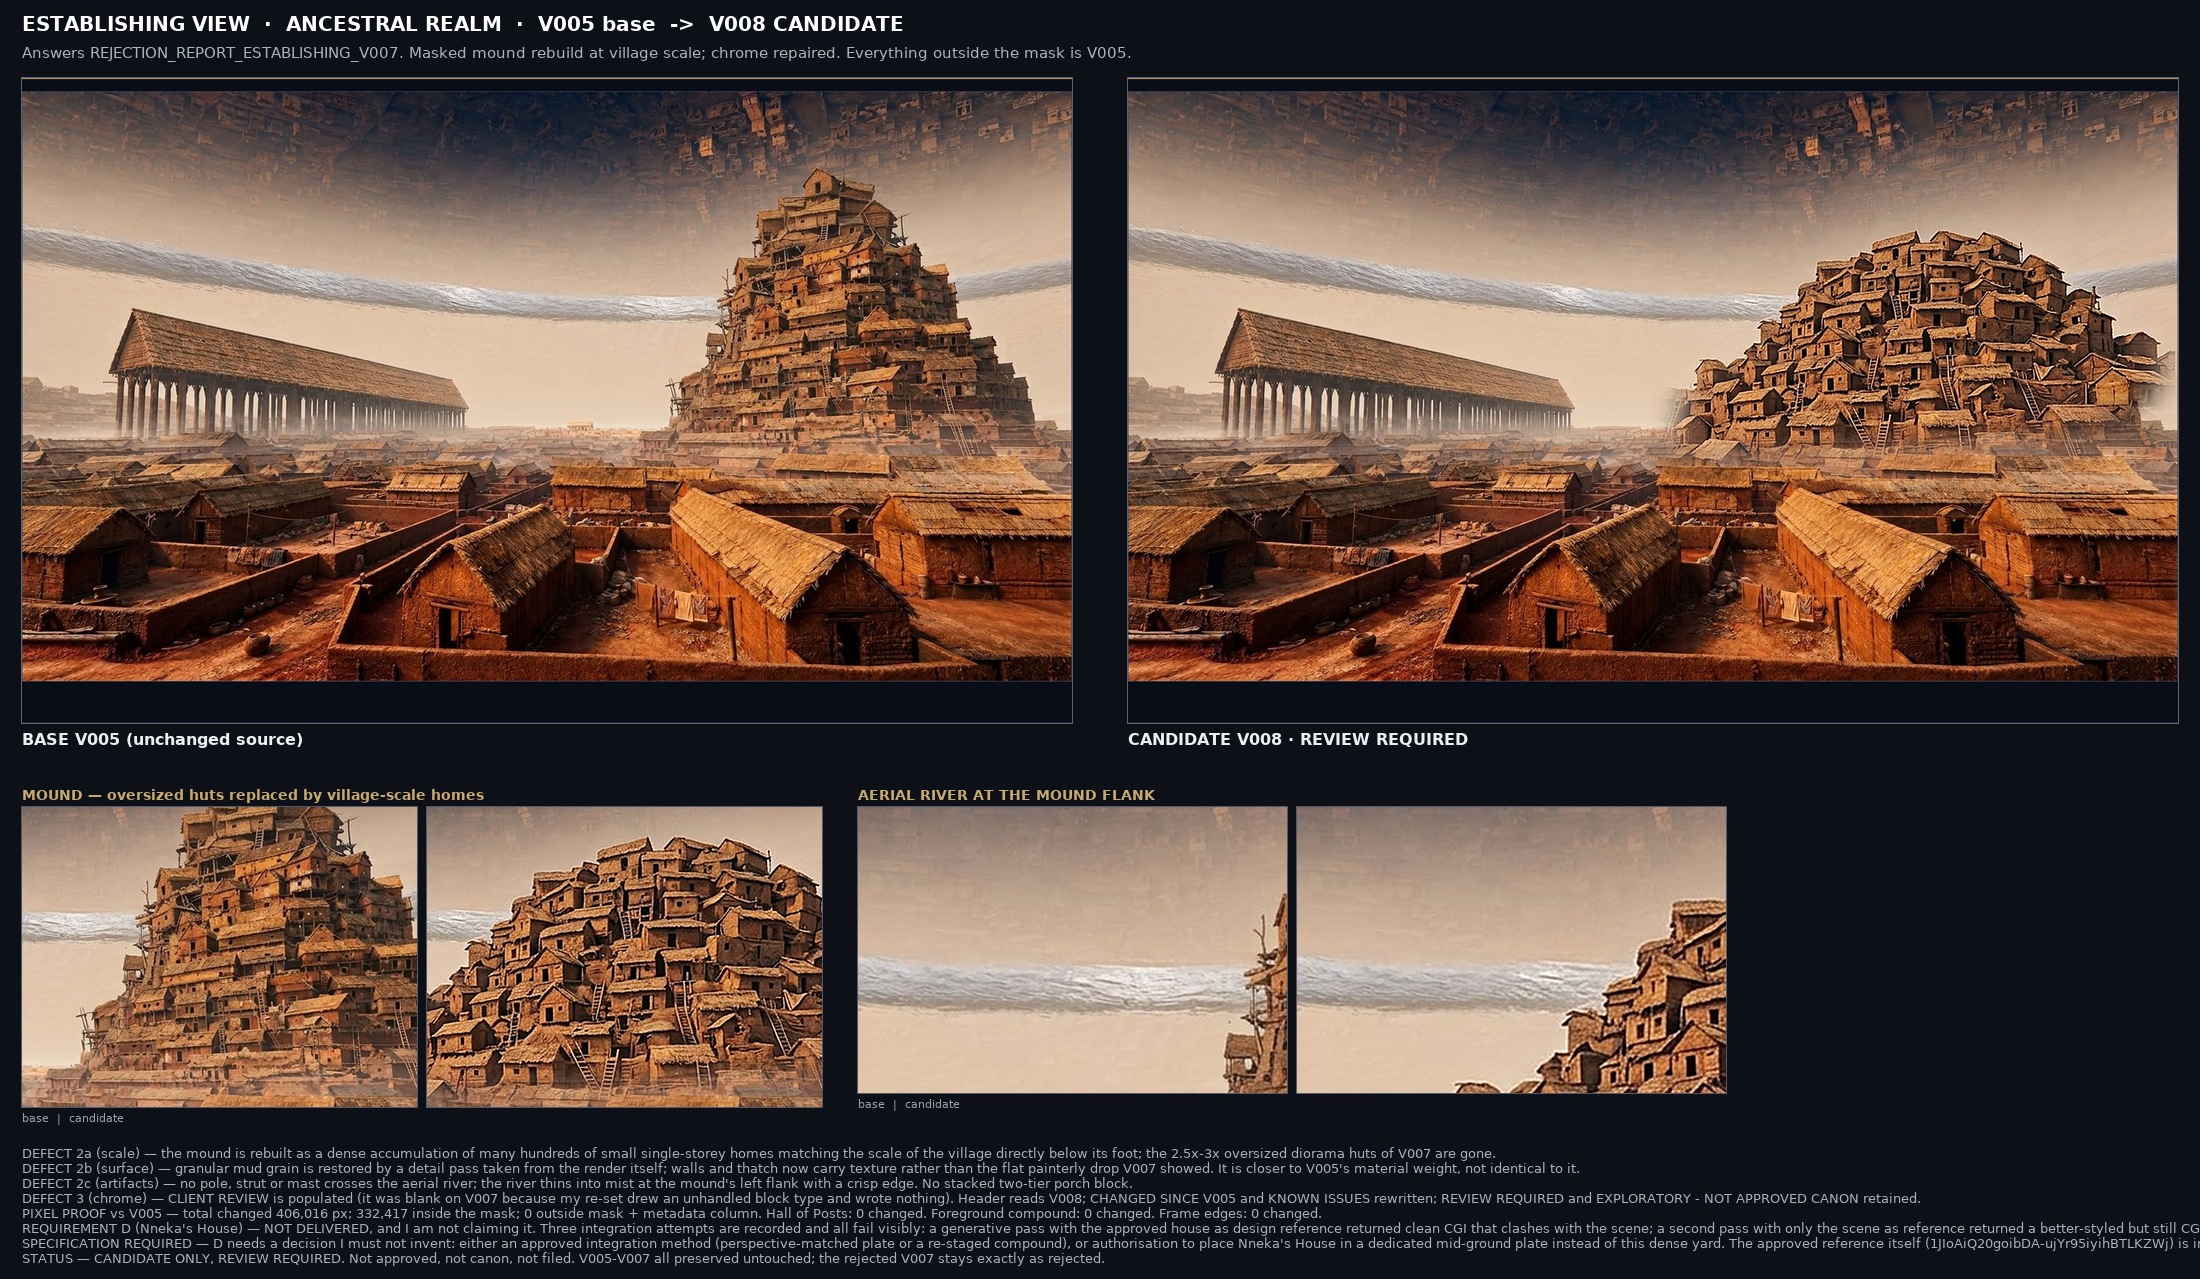 ESTABLISHING VIEW · ANCESTRAL REALM · V005 base -> V008 CANDIDATE
Answers REJECTION_REPORT_ESTABLISHING_V007. Masked mound rebuild at village scale; chrome repaired. Everything outside the mask is V005.
BASE V005 (unchanged source)
CANDIDATE V008 · REVIEW REQUIRED
MOUND — oversized huts replaced by village-scale homes
AERIAL RIVER AT THE MOUND FLANK
base | candidate
base | candidate
DEFECT 2a (scale) — the mound is rebuilt as a dense accumulation of many hundreds of small single-storey homes matching the scale of the village directly below its foot; the 2.5x-3x oversized diorama huts of V007 are gone.
DEFECT 2b (surface) — granular mud grain is restored by a detail pass taken from the render itself; walls and thatch now carry texture rather than the flat painterly drop V007 showed. It is closer to V005's material weight, not identical to it.
DEFECT 2c (artifacts) — no pole, strut or mast crosses the aerial river; the river thins into mist at the mound's left flank with a crisp edge. No stacked two-tier porch block.
DEFECT 3 (chrome) — CLIENT REVIEW is populated (it was blank on V007 because my re-set drew an unhandled block type and wrote nothing). Header reads V008; CHANGED SINCE V005 and KNOWN ISSUES rewritten; REVIEW REQUIRED and EXPLORATORY - NOT APPROVED CANON retained.
PIXEL PROOF vs V005 — total changed 406,016 px; 332,417 inside the mask; 0 outside mask + metadata column. Hall of Posts: 0 changed. Foreground compound: 0 changed. Frame edges: 0 changed.
REQUIREMENT D (Nneka's House) — NOT DELIVERED, and I am not claiming it. Three integration attempts are recorded and all fail visibly: a generative pass with the approved house as design reference returned clean CGI that clashes with the scene; a second pass with only the scene as reference returned a better-styled but still CG
SPECIFICATION REQUIRED — D needs a decision I must not invent: either an approved integration method (perspective-matched plate or a re-staged compound), or authorisation to place Nneka's House in a dedicated mid-ground plate instead of this dense yard. The approved reference itself (1JIoAiQ20goibDA-ujYr95iyihBTLKZWj) is i
STATUS — CANDIDATE ONLY, REVIEW REQUIRED. Not approved, not canon, not filed. V005-V007 all preserved untouched; the rejected V007 stays exactly as rejected.